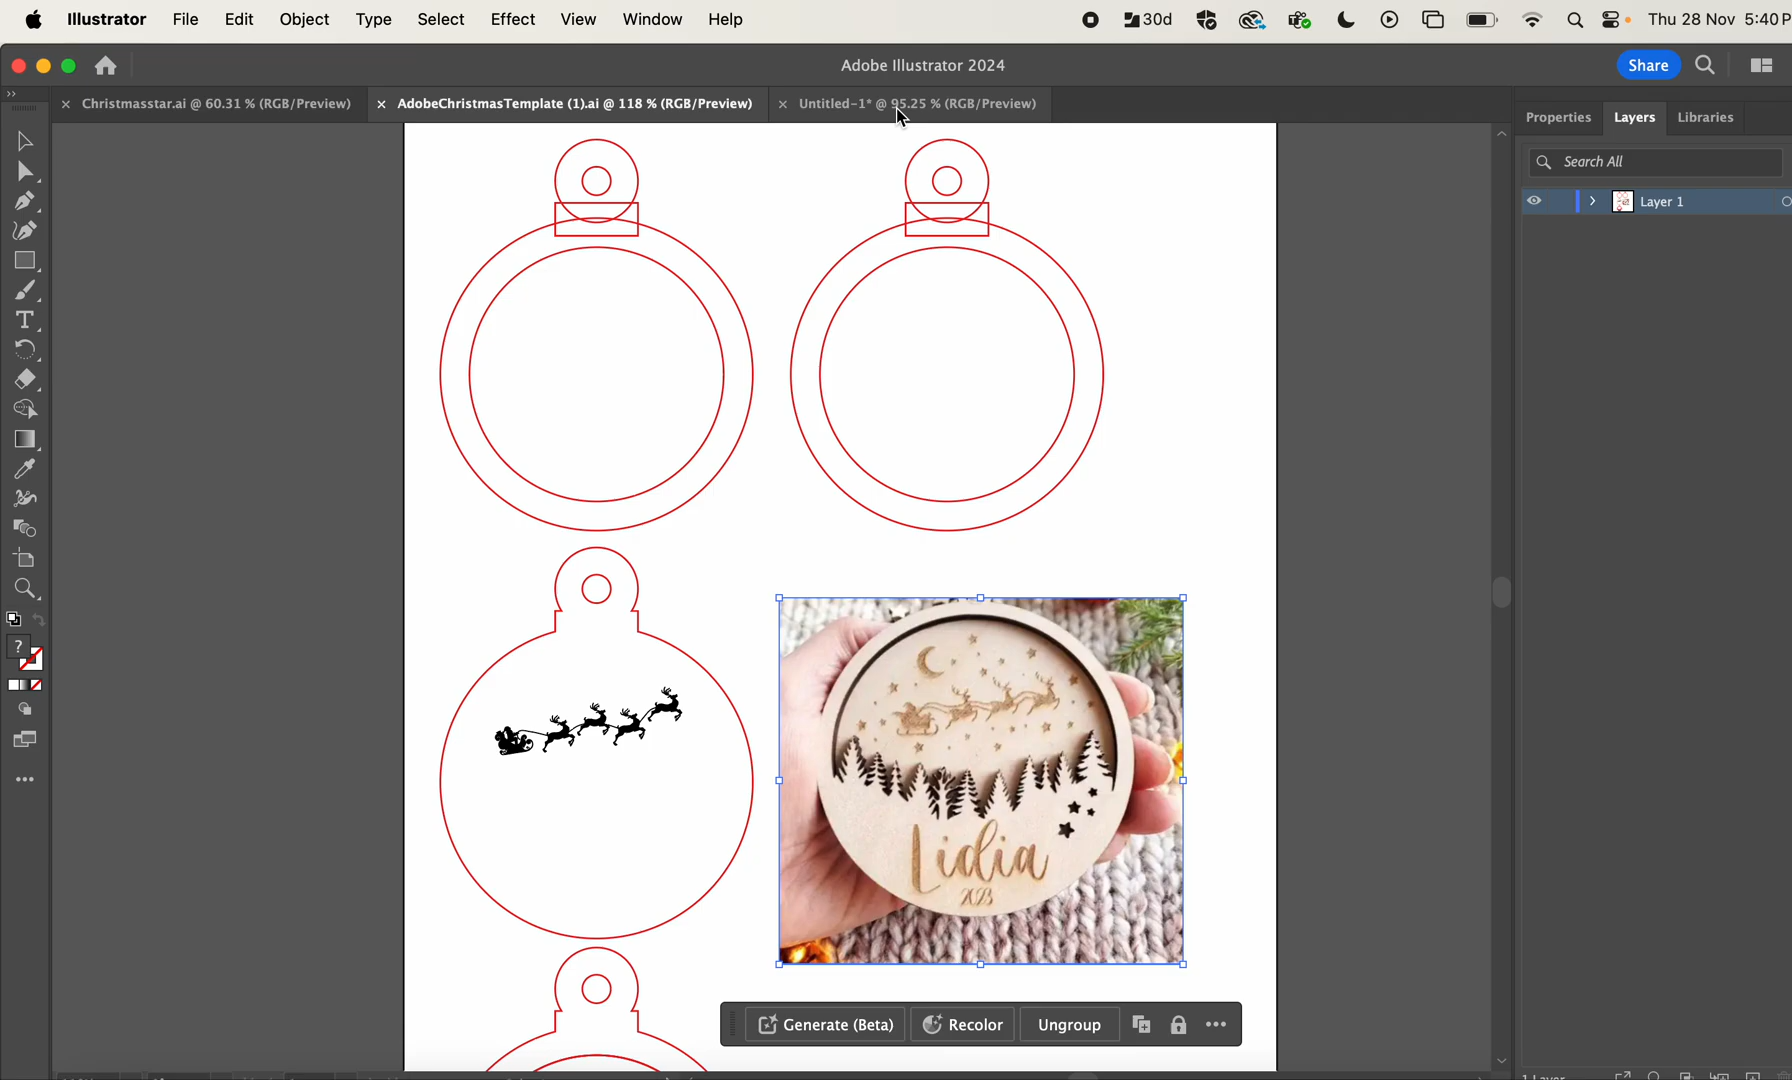 Illustrator File Edit Object Type Select Effect View Window Help 30d Thu 28 Nov 5:40P
Adobe Illustrator 2024 Share
Christmasstar.ai @ 60.31 % (RGB/Preview) AdobeChristmasTemplate (1).ai @ 118 % (RGB/Preview) Untitled-1* @ 95.25 % (RGB/Preview)
Properties Layers Libraries
Search All
Layer 1
?
Lidia
2023
Generate (Beta) Recolor Ungroup